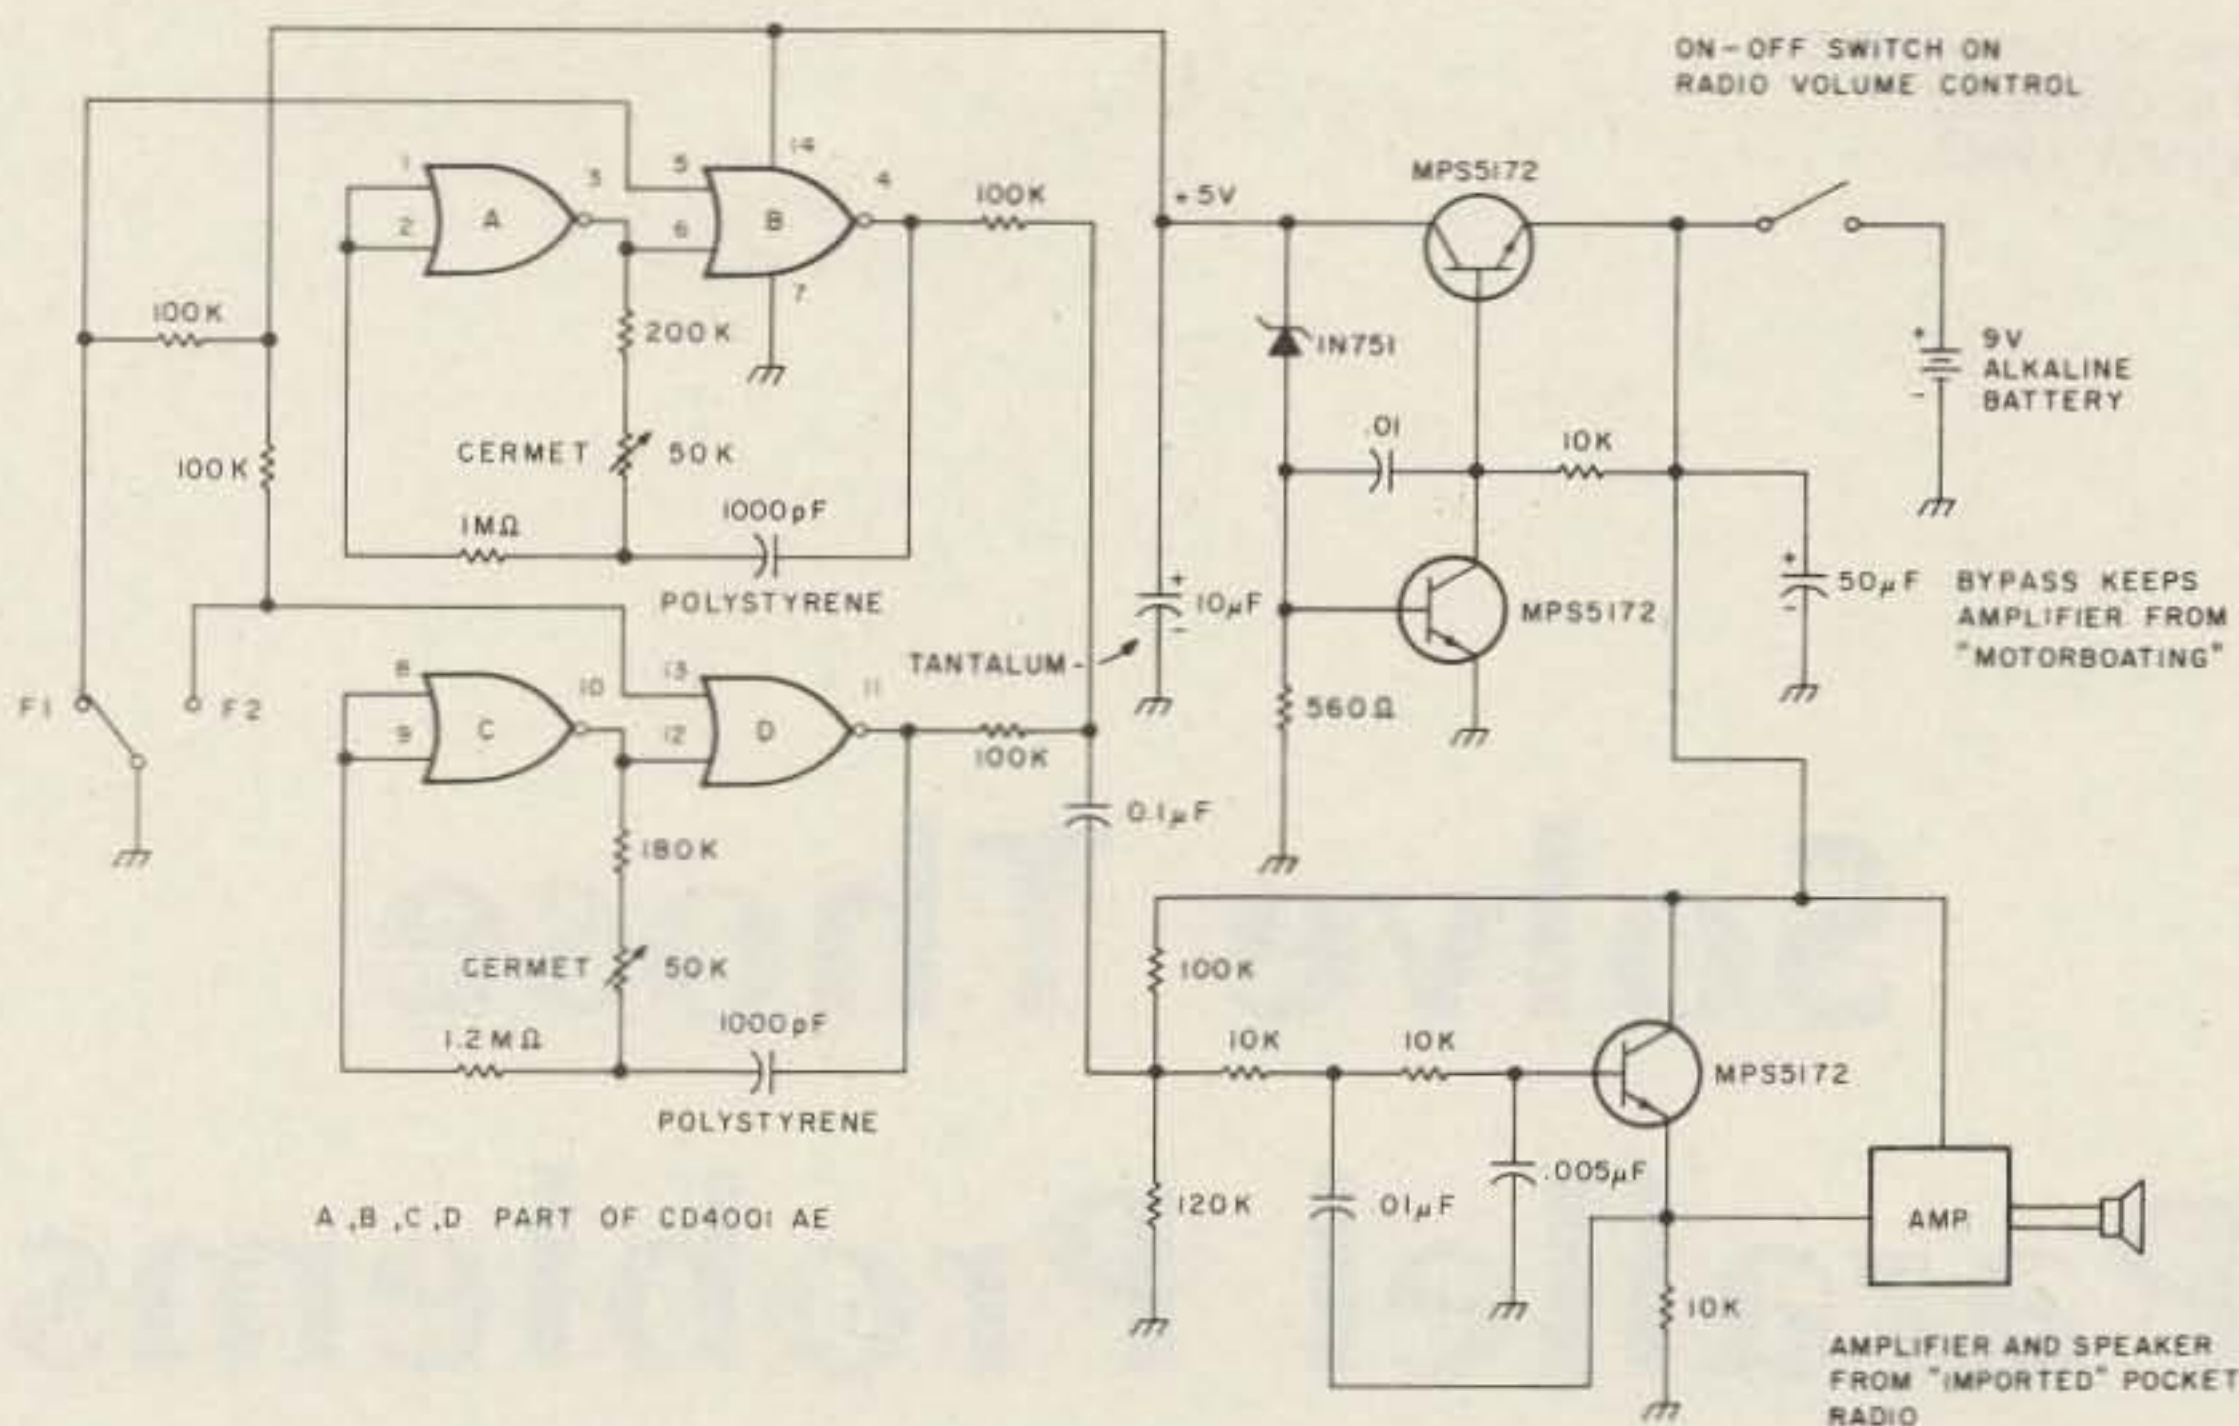 ON-OFF SWITCH ON
RADIO VOLUME CONTROL
1
2
A
3
5
6
B
14
4
7
100K
+5V
MPS5172
100K
200K
1N751
+
9V
ALKALINE
BATTERY
-
100K
CERMET
50K
.01
10K
1MΩ
1000pF
POLYSTYRENE
+
10µF
-
TANTALUM-
MPS5172
+
50µF
-
BYPASS KEEPS
AMPLIFIER FROM
"MOTORBOATING"
F1
F2
8
9
C
10
13
12
D
11
100K
560Ω
0.1µF
180K
CERMET
50K
100K
1.2MΩ
1000pF
POLYSTYRENE
10K
10K
MPS5172
120K
01µF
.005µF
AMP.
10K
A,B,C,D PART OF CD4001 AE
AMPLIFIER AND SPEAKER
FROM "IMPORTED" POCKET
RADIO